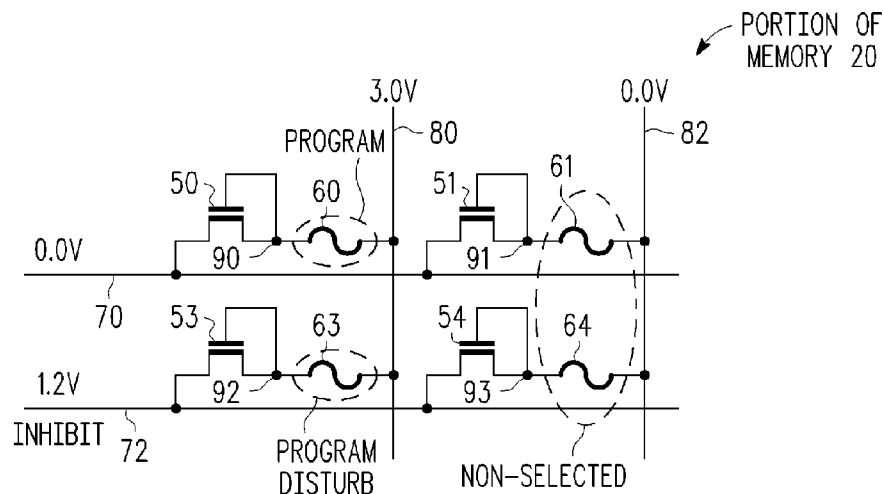 PORTION OF
MEMORY 20
3.0V
0.0V
80
82
PROGRAM
50
60
51
61
0.0V
90
91
70
53
63
54
64
1.2V
92
93
INHIBIT
72
PROGRAM
DISTURB
NON-SELECTED